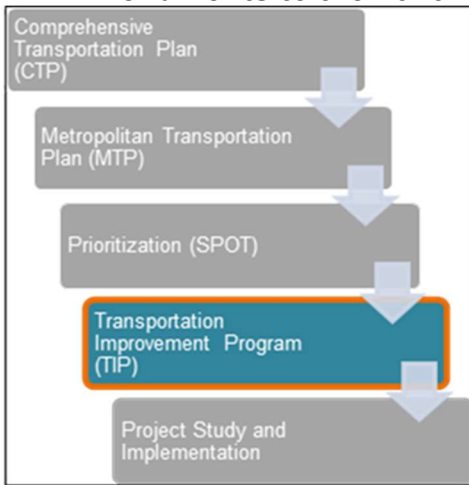 Comprehensive
Transportation Plan
(CTP)
Metropolitan Transportation
Plan (MTP)
Prioritization (SPOT)
Transportation
Improvement Program
(TIP)
Project Study and
Implementation